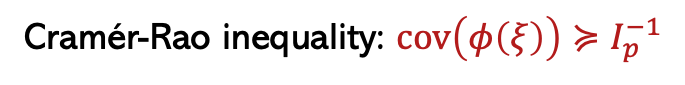 Cramér-Rao inequality: cov(ϕ(ξ)) ≽ I_p^{-1}